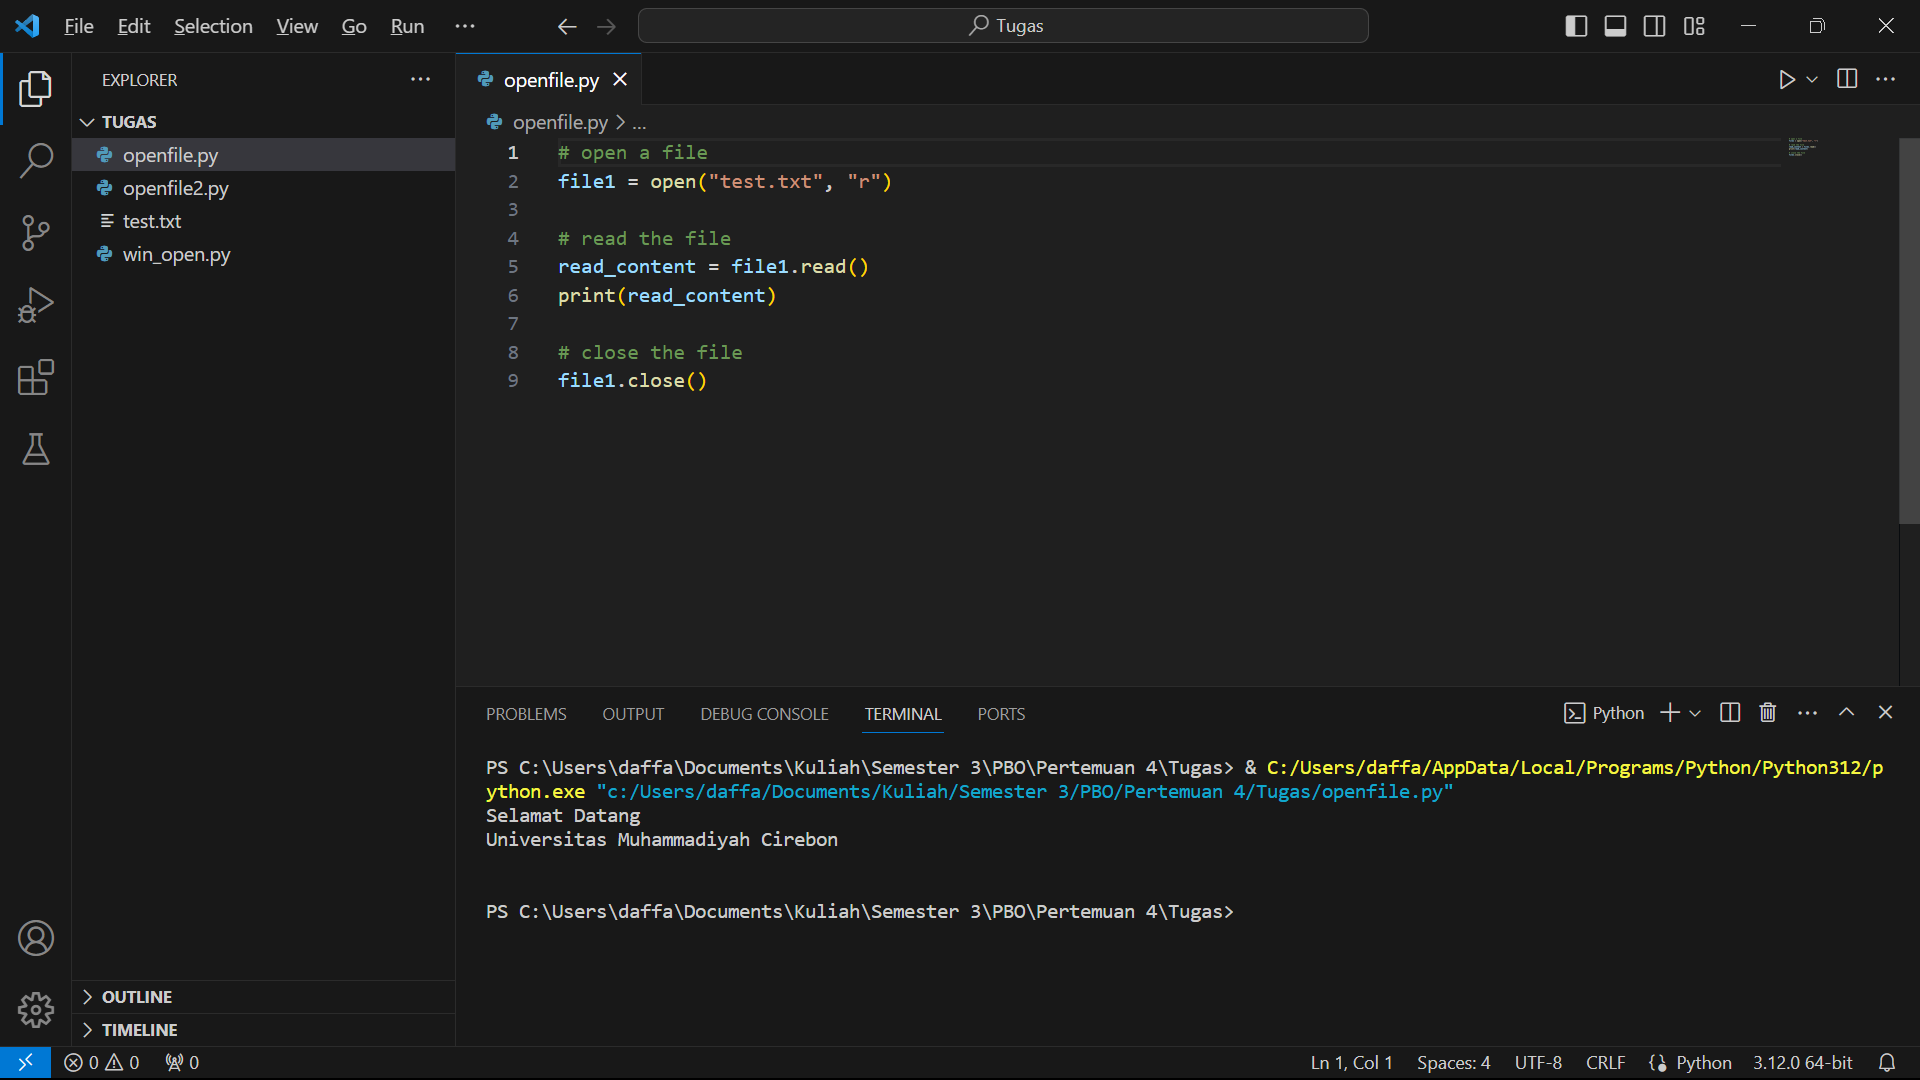 File Edit Selection View Go Run ··· Tugas
EXPLORER ···
TUGAS
openfile.py
openfile2.py
test.txt
win_open.py
OUTLINE
TIMELINE
openfile.py
openfile.py > ...
1 # open a file
2 file1 = open("test.txt", "r")
3
4 # read the file
5 read_content = file1.read()
6 print(read_content)
7
8 # close the file
9 file1.close()
PROBLEMS OUTPUT DEBUG CONSOLE TERMINAL PORTS Python
PS C:\Users\daffa\Documents\Kuliah\Semester 3\PBO\Pertemuan 4\Tugas> & C:/Users/daffa/AppData/Local/Programs/Python/Python312/p
ython.exe "c:/Users/daffa/Documents/Kuliah/Semester 3/PBO/Pertemuan 4/Tugas/openfile.py"
Selamat Datang
Universitas Muhammadiyah Cirebon
PS C:\Users\daffa\Documents\Kuliah\Semester 3\PBO\Pertemuan 4\Tugas>
0 0 0 Ln 1, Col 1 Spaces: 4 UTF-8 CRLF Python 3.12.0 64-bit